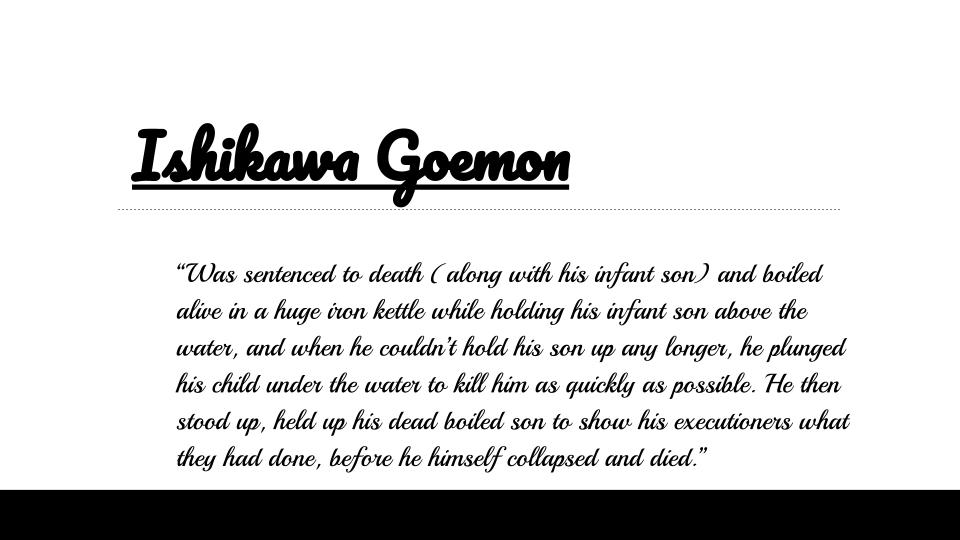 Ishikawa Goemon
“Was sentenced to death (along with his infant son) and boiled
alive in a huge iron kettle while holding his infant son above the
water, and when he couldn’t hold his son up any longer, he plunged
his child under the water to kill him as quickly as possible. He then
stood up, held up his dead boiled son to show his executioners what
they had done, before he himself collapsed and died.”